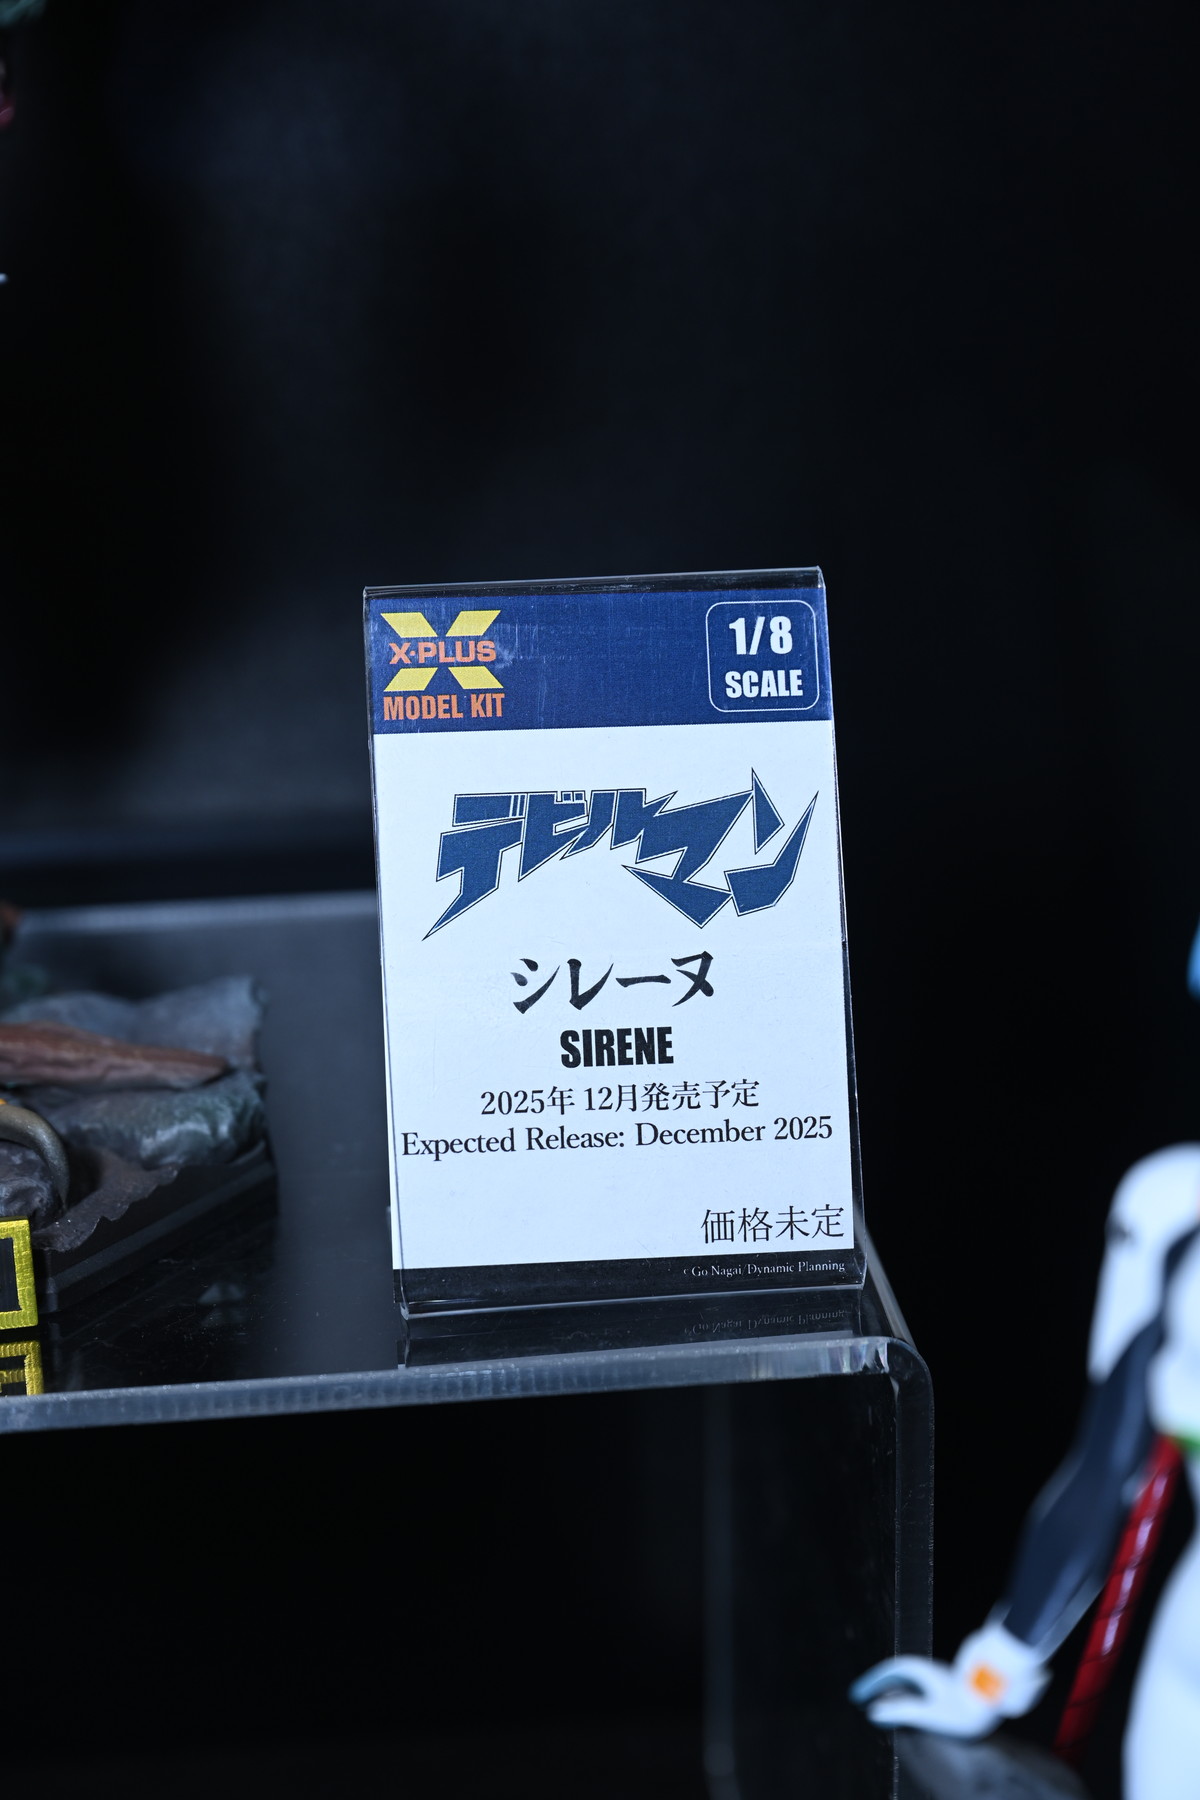 X-PLUS
MODEL KIT
1/8
SCALE
デビルマン
シレーヌ
SIRENE
2025年 12月発売予定
Expected Release: December 2025
価格未定
©Go Nagai/Dynamic Planning